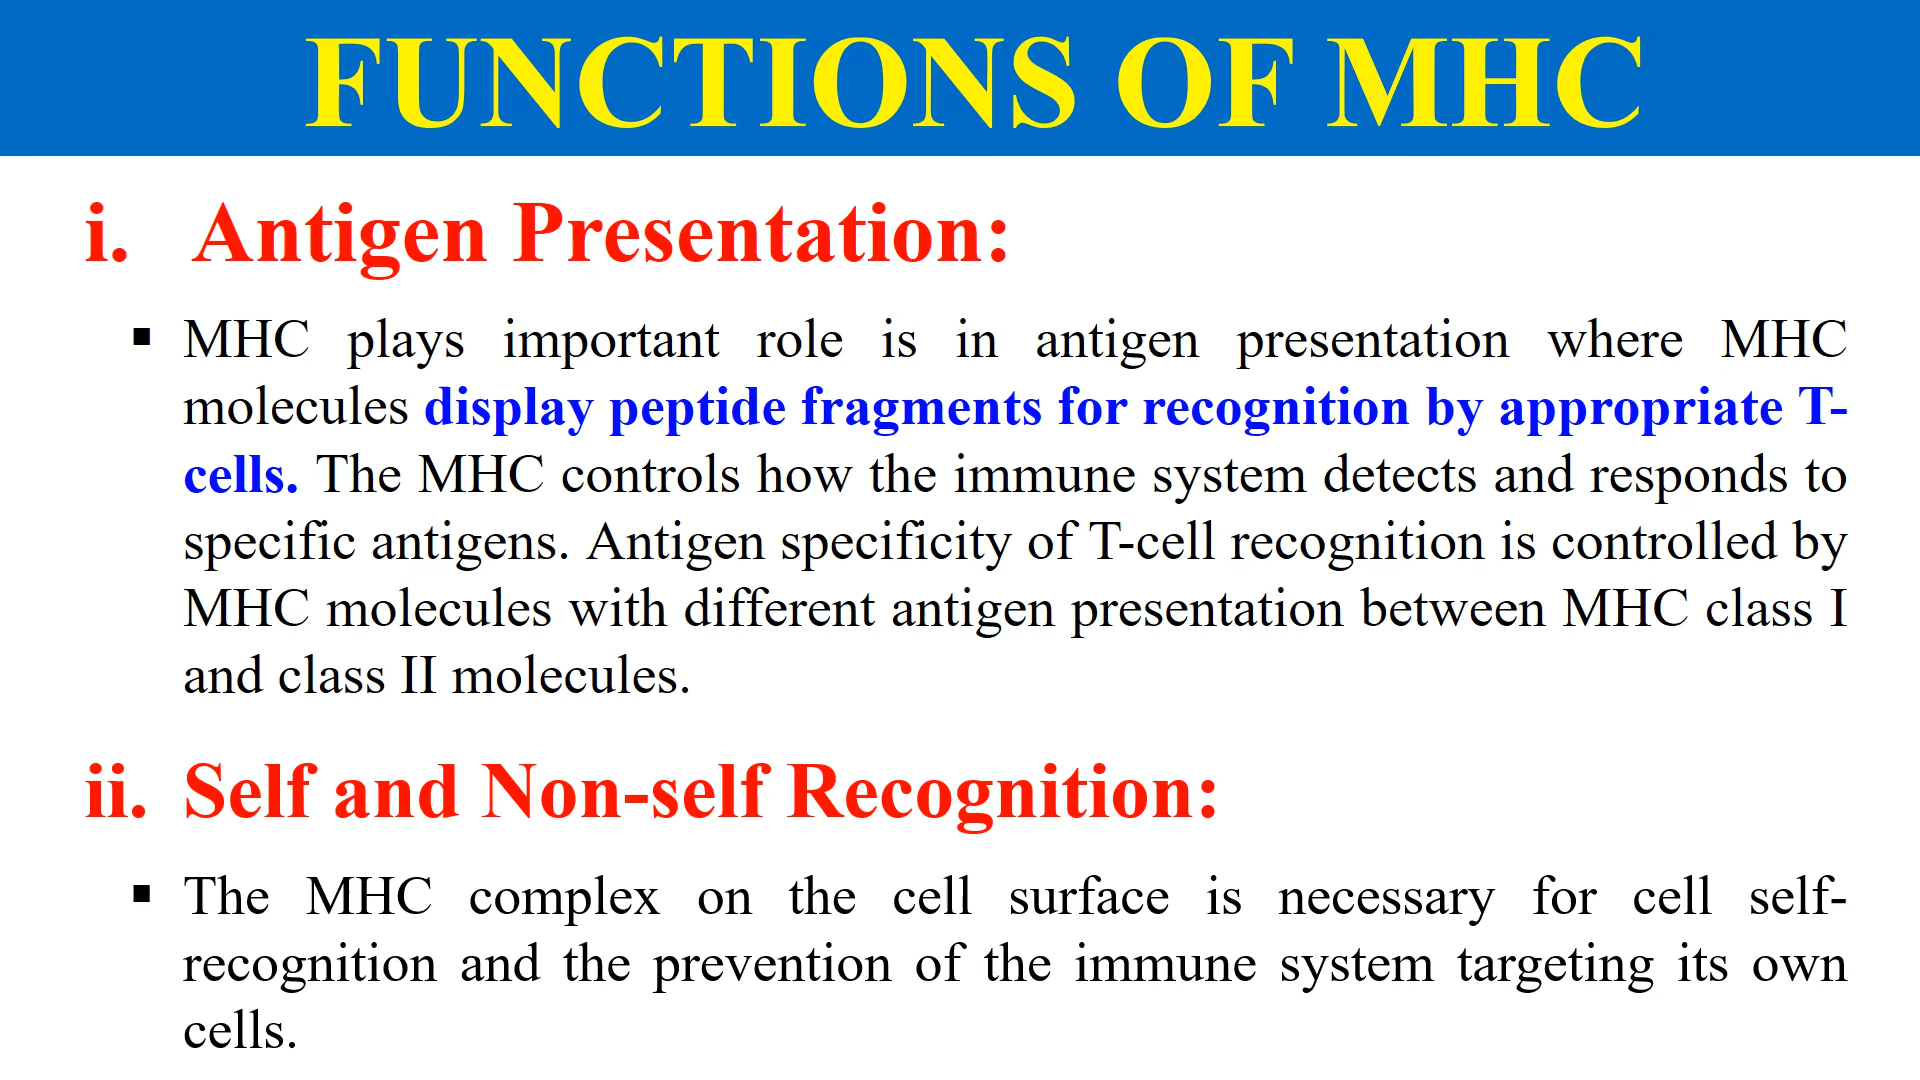 FUNCTIONS OF MHC
i. Antigen Presentation:
▪ MHC plays important role is in antigen presentation where MHC
molecules display peptide fragments for recognition by appropriate T-
cells. The MHC controls how the immune system detects and responds to
specific antigens. Antigen specificity of T-cell recognition is controlled by
MHC molecules with different antigen presentation between MHC class I
and class II molecules.
ii. Self and Non-self Recognition:
▪ The MHC complex on the cell surface is necessary for cell self-
recognition and the prevention of the immune system targeting its own
cells.